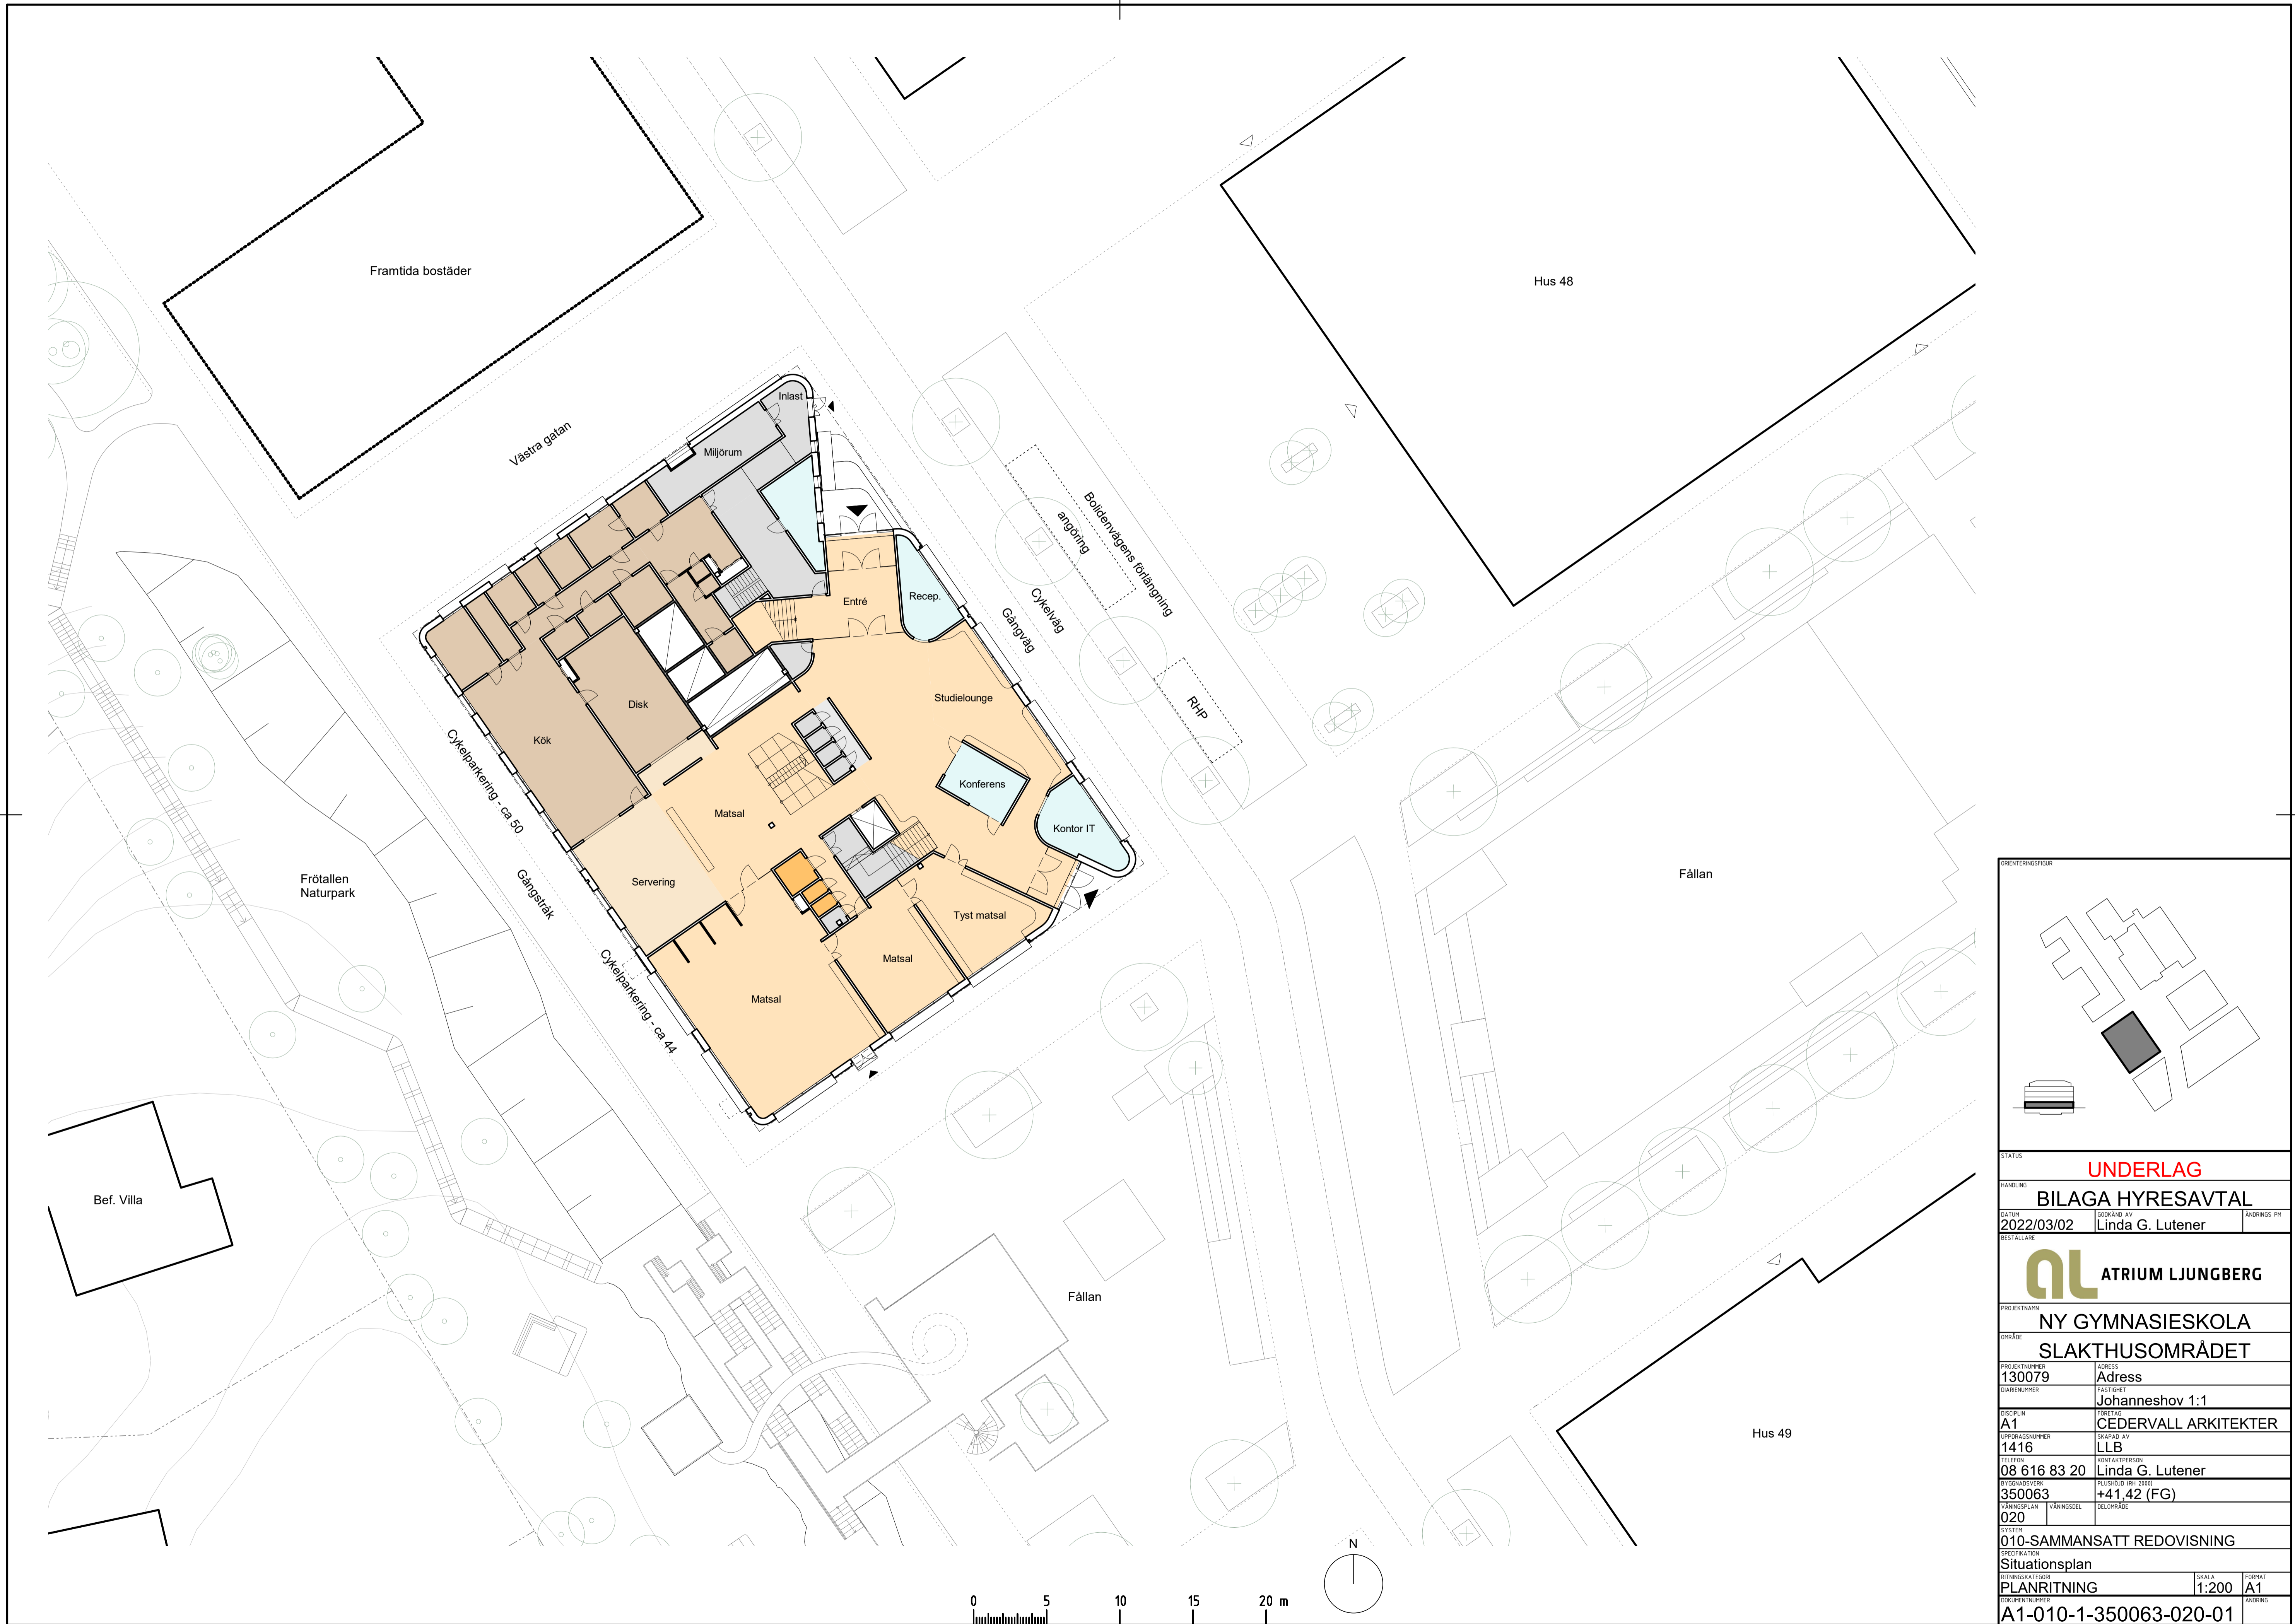 Framtida bostäder
Hus 48
Västra gatan
Inlast
Miljörum
Bolidenvägens förlängning
angöring
Cykelväg
Gångväg
RHP
Entré
Recep.
Studielounge
Disk
Kök
Konferens
Kontor IT
Matsal
Servering
Tyst matsal
Matsal
Matsal
Cykelparkering - ca 50
Gångstråk
Cykelparkering - ca 44
Frötallen
Naturpark
Fållan
Bef. Villa
Fållan
Hus 49
N
0 5 10 15 20 m
ORIENTERINGSFIGUR
STATUS
UNDERLAG
HANDLING
BILAGA HYRESAVTAL
DATUM GODKÄND AV ÄNDRINGS PM
2022/03/02 Linda G. Lutener
BESTÄLLARE
aL ATRIUM LJUNGBERG
PROJEKTNAMN
NY GYMNASIESKOLA
OMRÅDE
SLAKTHUSOMRÅDET
PROJEKTNUMMER ADRESS
130079 Adress
DIARIENUMMER FASTIGHET
Johanneshov 1:1
DISCIPLIN FÖRETAG
A1 CEDERVALL ARKITEKTER
UPPDRAGSNUMMER SKAPAD AV
1416 LLB
TELEFON KONTAKTPERSON
08 616 83 20 Linda G. Lutener
BYGGNADSVERK PLUSHÖJD (RH 2000)
350063 +41,42 (FG)
VÅNINGSPLAN VÅNINGSDEL DELOMRÅDE
020
SYSTEM
010-SAMMANSATT REDOVISNING
SPECIFIKATION
Situationsplan
RITNINGSKATEGORI SKALA FORMAT
PLANRITNING 1:200 A1
DOKUMENTNUMMER ÄNDRING
A1-010-1-350063-020-01